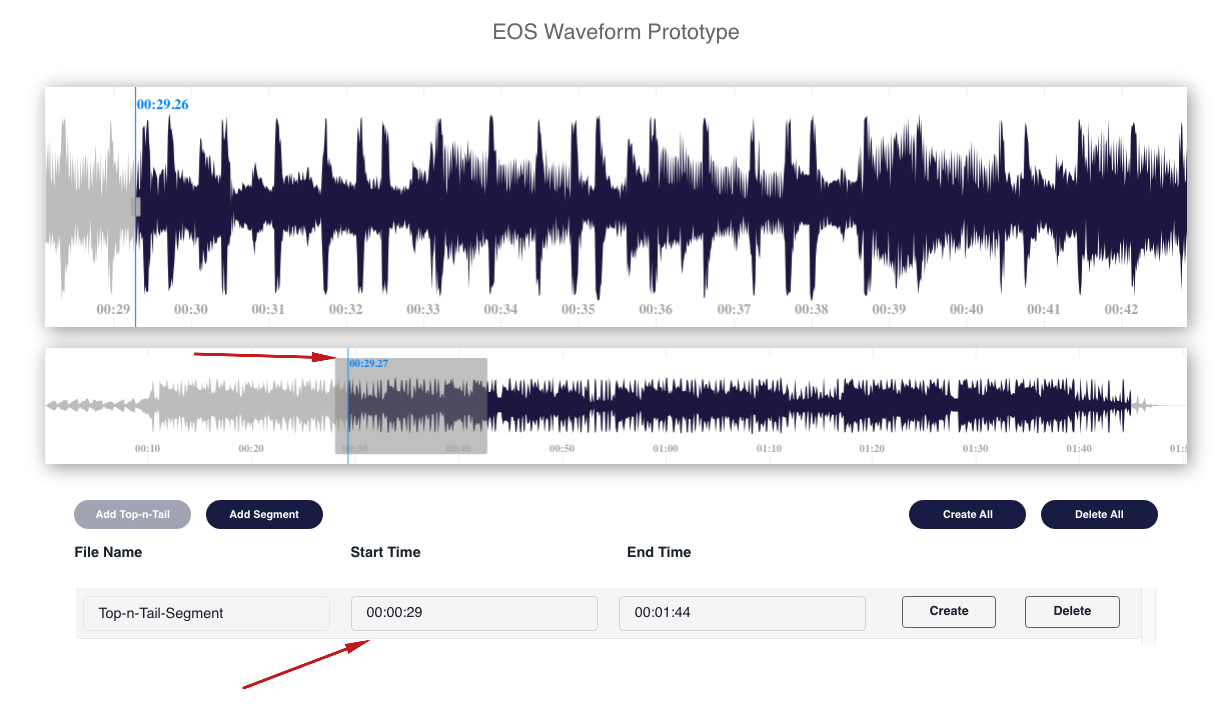 EOS Waveform Prototype
00:29.26
00:29 00:30 00:31 00:32 00:33 00:34 00:35 00:36 00:37 00:38 00:39 00:40 00:41 00:42
00:29.27
00:10 00:20 00:30 00:40 00:50 01:00 01:10 01:20 01:30 01:40 01:5
Add Top-n-Tail Add Segment Create All Delete All
File Name Start Time End Time
Top-n-Tail-Segment 00:00:29 00:01:44 Create Delete